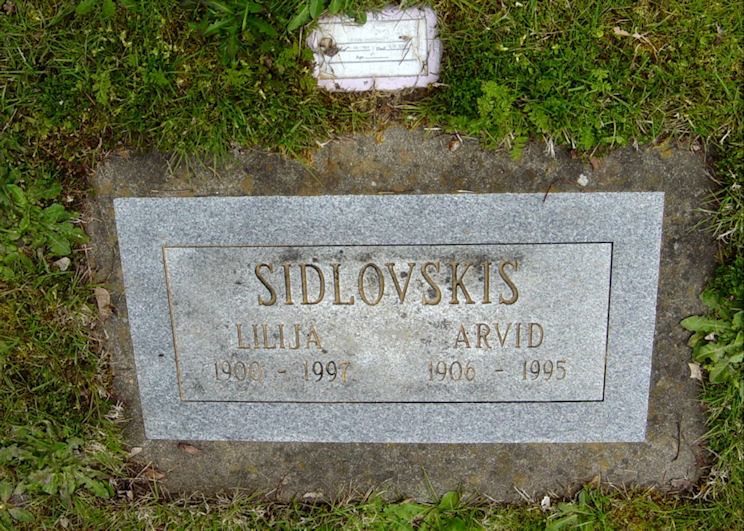 SIDLOVSKIS
LILIJA ARVID
1900 - 1997 1906 - 1995